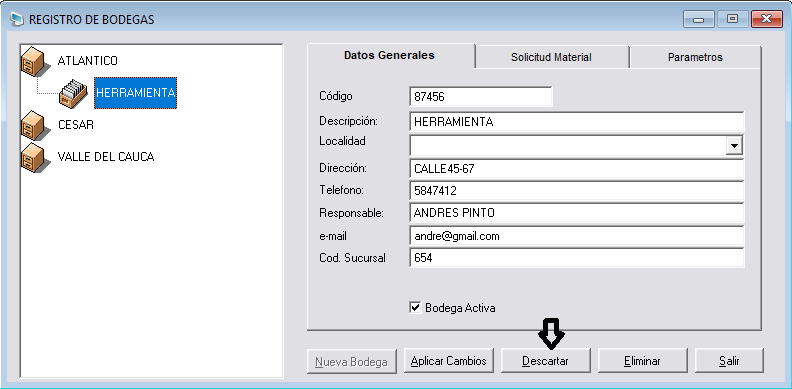 REGISTRO DE BODEGAS
ATLANTICO
HERRAMIENTA
CESAR
VALLE DEL CAUCA
Datos Generales
Solicitud Material
Parametros
Código
87456
Descripción:
HERRAMIENTA
Localidad
Dirección:
CALLE45-67
Telefono:
5847412
Responsable:
ANDRES PINTO
e-mail
andre@gmail.com
Cod. Sucursal
654
Bodega Activa
Nueva Bodega
Aplicar Cambios
Descartar
Eliminar
Salir